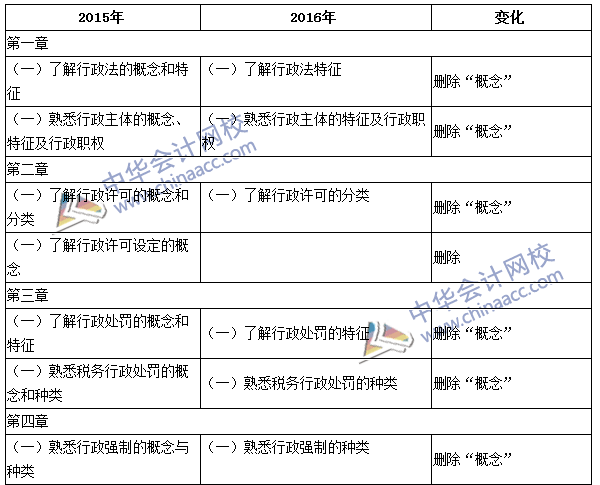 2015年 2016年 变化
第一章
（一）了解行政法的概念和特 （一）了解行政法特征 删除“概念”
征
（一）熟悉行政主体的概念、 （一）熟悉行政主体的特征及行政职 删除“概念”
特征及行政职权 权
第二章
（一）了解行政许可的概念和 （一）了解行政许可的分类 删除“概念”
分类
（一）了解行政许可设定的概 删除
念
第三章
（一）了解行政处罚的概念和 （一）了解行政处罚的特征 删除“概念”
特征
（一）熟悉税务行政处罚的概 （一）熟悉税务行政处罚的种类 删除“概念”
念和种类
第四章
（一）熟悉行政强制的概念与 （一）熟悉行政强制的种类 删除“概念”
种类
中华会计网校
www.chinaacc.com
中华会计网校
www.chinaacc.com